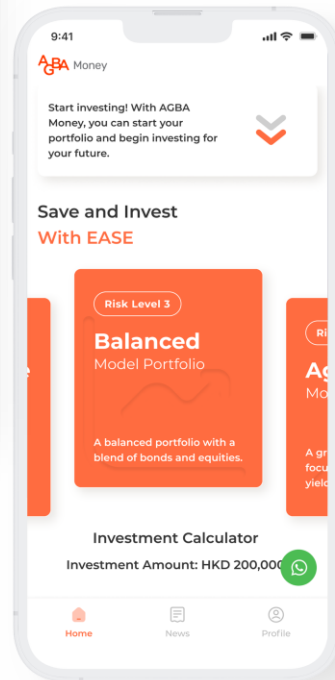 9:41
AGBA Money
Start investing! With AGBA
Money, you can start your
portfolio and begin investing for
your future.
Save and Invest
With EASE
Risk Level 3
Balanced
Model Portfolio
A balanced portfolio with a
blend of bonds and equities.
Investment Calculator
Investment Amount: HKD 200,000
Home
News
Profile